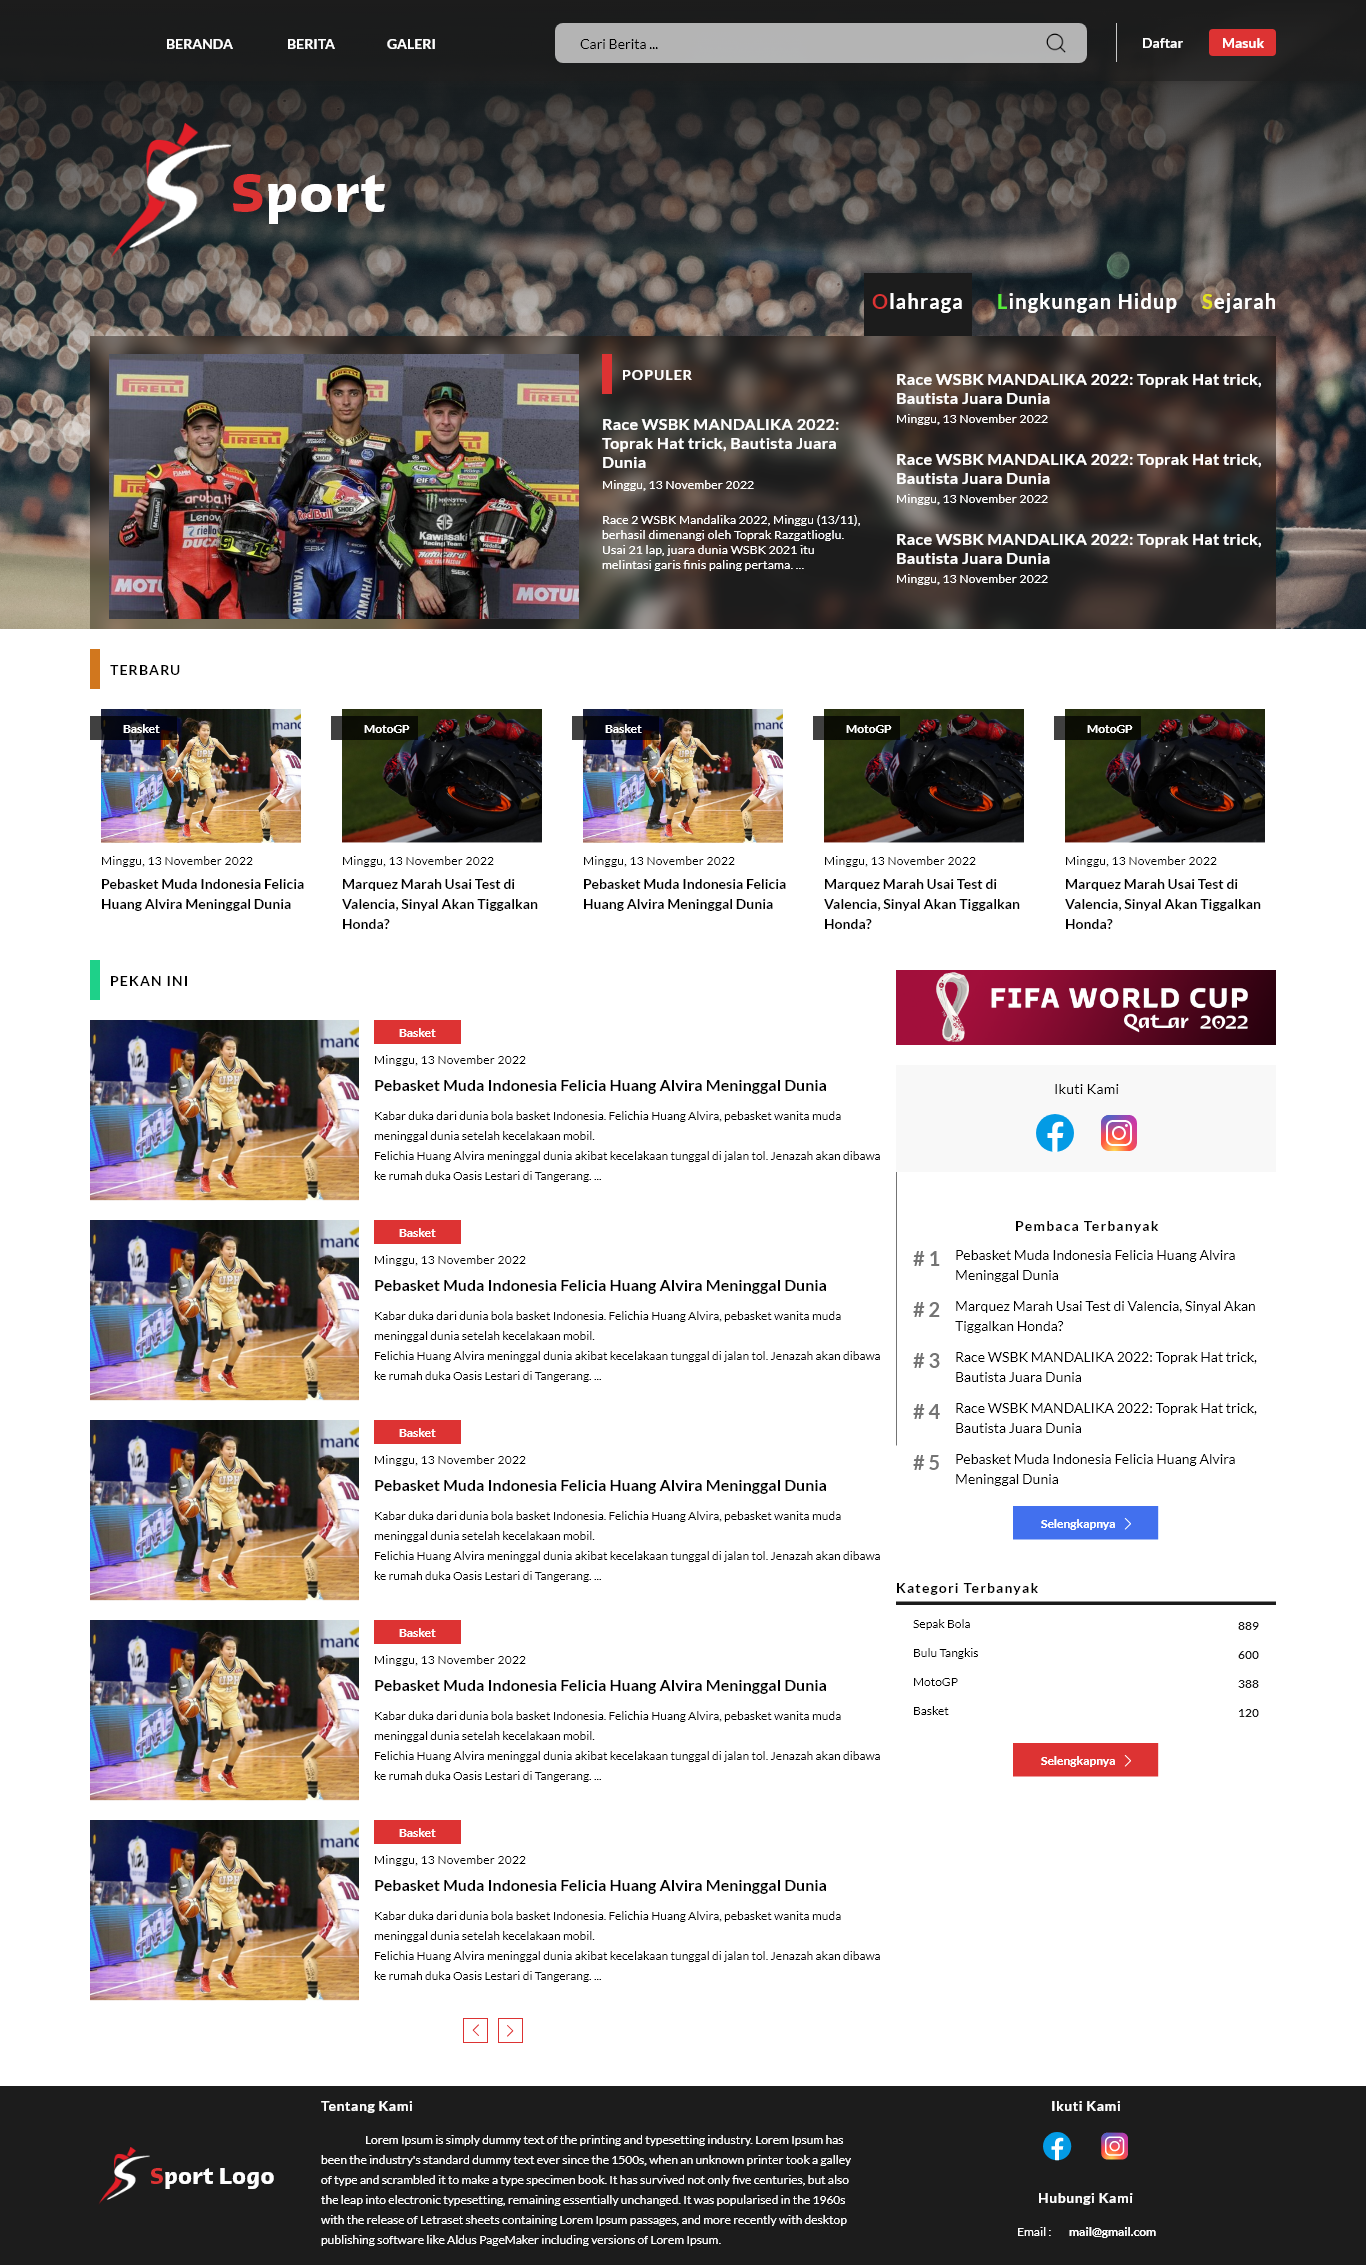 BERANDA BERITA GALERI Cari Berita ... Daftar Masuk
Sport
Olahraga Lingkungan Hidup Sejarah
POPULER
Race WSBK MANDALIKA 2022:
Toprak Hat trick, Bautista Juara
Dunia
Minggu, 13 November 2022
Race 2 WSBK Mandalika 2022, Minggu (13/11),
berhasil dimenangi oleh Toprak Razgatlioglu.
Usai 21 lap, juara dunia WSBK 2021 itu
melintasi garis finis paling pertama. ...
Race WSBK MANDALIKA 2022: Toprak Hat trick,
Bautista Juara Dunia
Minggu, 13 November 2022
Race WSBK MANDALIKA 2022: Toprak Hat trick,
Bautista Juara Dunia
Minggu, 13 November 2022
Race WSBK MANDALIKA 2022: Toprak Hat trick,
Bautista Juara Dunia
Minggu, 13 November 2022
TERBARU
Basket
Minggu, 13 November 2022
Pebasket Muda Indonesia Felicia
Huang Alvira Meninggal Dunia
MotoGP
Minggu, 13 November 2022
Marquez Marah Usai Test di
Valencia, Sinyal Akan Tiggalkan
Honda?
Basket
Minggu, 13 November 2022
Pebasket Muda Indonesia Felicia
Huang Alvira Meninggal Dunia
MotoGP
Minggu, 13 November 2022
Marquez Marah Usai Test di
Valencia, Sinyal Akan Tiggalkan
Honda?
MotoGP
Minggu, 13 November 2022
Marquez Marah Usai Test di
Valencia, Sinyal Akan Tiggalkan
Honda?
PEKAN INI
Basket
Minggu, 13 November 2022
Pebasket Muda Indonesia Felicia Huang Alvira Meninggal Dunia
Kabar duka dari dunia bola basket Indonesia. Felichia Huang Alvira, pebasket wanita muda
meninggal dunia setelah kecelakaan mobil.
Felichia Huang Alvira meninggal dunia akibat kecelakaan tunggal di jalan tol. Jenazah akan dibawa
ke rumah duka Oasis Lestari di Tangerang. ...
Basket
Minggu, 13 November 2022
Pebasket Muda Indonesia Felicia Huang Alvira Meninggal Dunia
Kabar duka dari dunia bola basket Indonesia. Felichia Huang Alvira, pebasket wanita muda
meninggal dunia setelah kecelakaan mobil.
Felichia Huang Alvira meninggal dunia akibat kecelakaan tunggal di jalan tol. Jenazah akan dibawa
ke rumah duka Oasis Lestari di Tangerang. ...
Basket
Minggu, 13 November 2022
Pebasket Muda Indonesia Felicia Huang Alvira Meninggal Dunia
Kabar duka dari dunia bola basket Indonesia. Felichia Huang Alvira, pebasket wanita muda
meninggal dunia setelah kecelakaan mobil.
Felichia Huang Alvira meninggal dunia akibat kecelakaan tunggal di jalan tol. Jenazah akan dibawa
ke rumah duka Oasis Lestari di Tangerang. ...
Basket
Minggu, 13 November 2022
Pebasket Muda Indonesia Felicia Huang Alvira Meninggal Dunia
Kabar duka dari dunia bola basket Indonesia. Felichia Huang Alvira, pebasket wanita muda
meninggal dunia setelah kecelakaan mobil.
Felichia Huang Alvira meninggal dunia akibat kecelakaan tunggal di jalan tol. Jenazah akan dibawa
ke rumah duka Oasis Lestari di Tangerang. ...
Basket
Minggu, 13 November 2022
Pebasket Muda Indonesia Felicia Huang Alvira Meninggal Dunia
Kabar duka dari dunia bola basket Indonesia. Felichia Huang Alvira, pebasket wanita muda
meninggal dunia setelah kecelakaan mobil.
Felichia Huang Alvira meninggal dunia akibat kecelakaan tunggal di jalan tol. Jenazah akan dibawa
ke rumah duka Oasis Lestari di Tangerang. ...
FIFA WORLD CUP
Qatar 2022
Ikuti Kami
Pembaca Terbanyak
# 1 Pebasket Muda Indonesia Felicia Huang Alvira
Meninggal Dunia
# 2 Marquez Marah Usai Test di Valencia, Sinyal Akan
Tiggalkan Honda?
# 3 Race WSBK MANDALIKA 2022: Toprak Hat trick,
Bautista Juara Dunia
# 4 Race WSBK MANDALIKA 2022: Toprak Hat trick,
Bautista Juara Dunia
# 5 Pebasket Muda Indonesia Felicia Huang Alvira
Meninggal Dunia
Selengkapnya
Kategori Terbanyak
Sepak Bola 889
Bulu Tangkis 600
MotoGP 388
Basket 120
Selengkapnya
Sport Logo
Tentang Kami
Lorem Ipsum is simply dummy text of the printing and typesetting industry. Lorem Ipsum has
been the industry's standard dummy text ever since the 1500s, when an unknown printer took a galley
of type and scrambled it to make a type specimen book. It has survived not only five centuries, but also
the leap into electronic typesetting, remaining essentially unchanged. It was popularised in the 1960s
with the release of Letraset sheets containing Lorem Ipsum passages, and more recently with desktop
publishing software like Aldus PageMaker including versions of Lorem Ipsum.
Ikuti Kami
Hubungi Kami
Email : mail@gmail.com